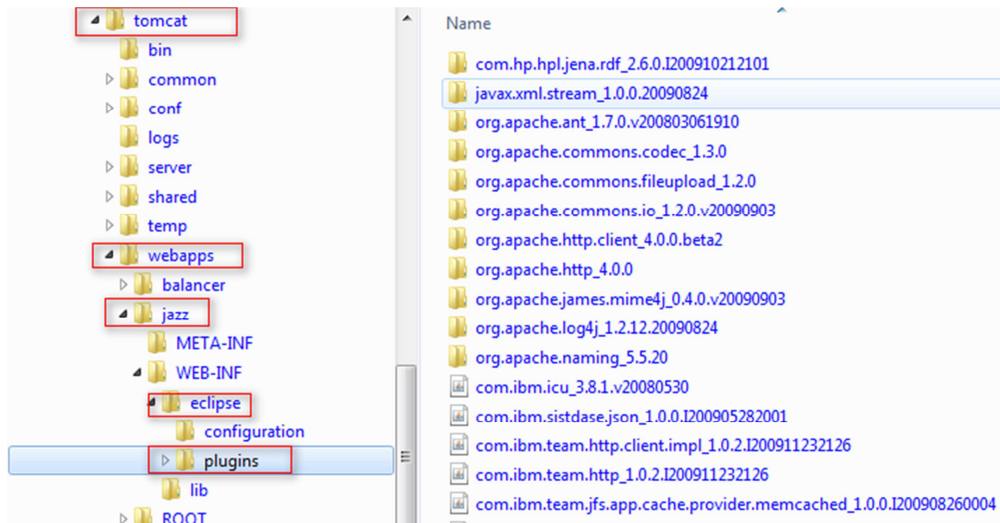 tomcat
bin
common
conf
logs
server
shared
temp
webapps
balancer
jazz
META-INF
WEB-INF
eclipse
configuration
plugins
lib
ROOT
Name
com.hp.hpl.jena.rdf_2.6.0.I200910212101
javax.xml.stream_1.0.0.20090824
org.apache.ant_1.7.0.v200803061910
org.apache.commons.codec_1.3.0
org.apache.commons.fileupload_1.2.0
org.apache.commons.io_1.2.0.v20090903
org.apache.http.client_4.0.0.beta2
org.apache.http_4.0.0
org.apache.james.mime4j_0.4.0.v20090903
org.apache.log4j_1.2.12.20090824
org.apache.naming_5.5.20
com.ibm.icu_3.8.1.v20080530
com.ibm.sistdase.json_1.0.0.I200905282001
com.ibm.team.http.client.impl_1.0.2.I200911232126
com.ibm.team.http_1.0.2.I200911232126
com.ibm.team.jfs.app.cache.provider.memcached_1.0.0.I200908260004